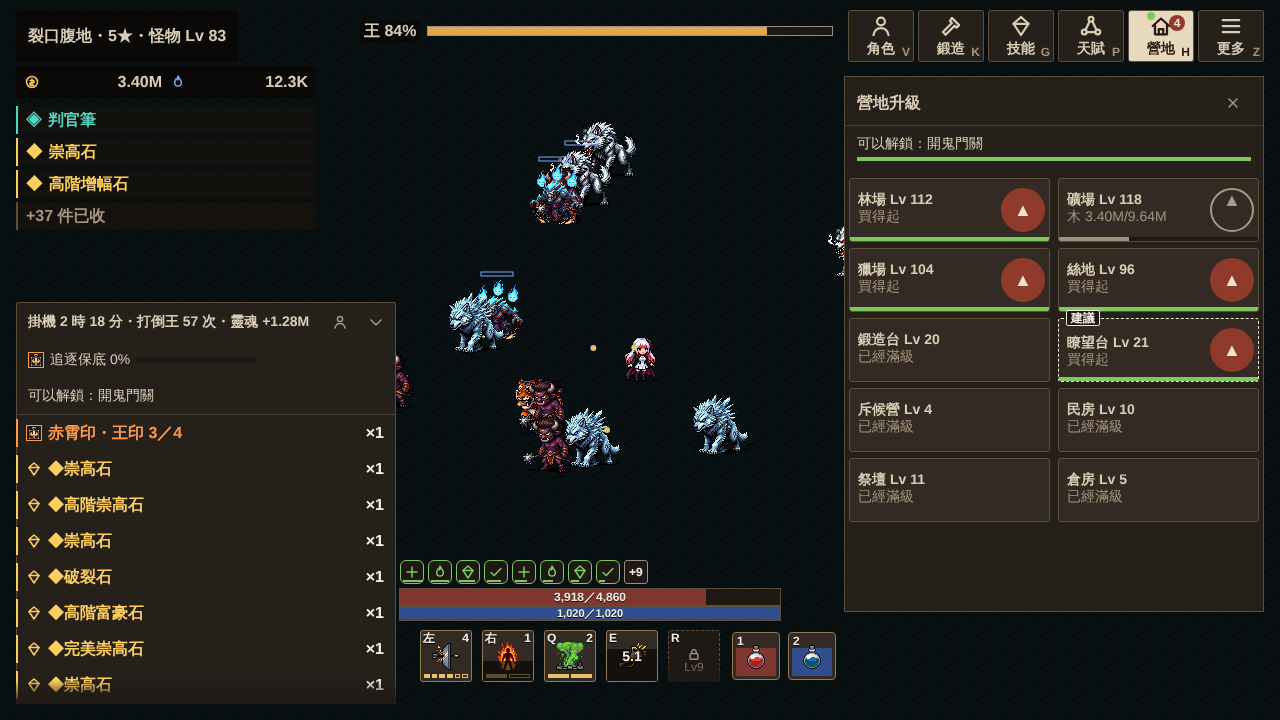 裂口腹地・5★・怪物 Lv 83
3.40M 12.3K
判官筆
崇高石
高階增幅石
+37 件已收
王 84%
角色 V
鍛造 K
技能 G
天賦 P
營地 H 4
更多 Z
營地升級 ×
可以解鎖：開鬼門關
林場 Lv 112
買得起
礦場 Lv 118
木 3.40M/9.64M
獵場 Lv 104
買得起
絲地 Lv 96
買得起
鍛造台 Lv 20
已經滿級
建議
瞭望台 Lv 21
買得起
斥候營 Lv 4
已經滿級
民房 Lv 10
已經滿級
祭壇 Lv 11
已經滿級
倉房 Lv 5
已經滿級
掛機 2 時 18 分・打倒王 57 次・靈魂 +1.28M
追逐保底 0%
可以解鎖：開鬼門關
赤霄印・王印 3／4 ×1
◆崇高石 ×1
◆高階崇高石 ×1
◆崇高石 ×1
◆破裂石 ×1
◆高階富豪石 ×1
◆完美崇高石 ×1
◆崇高石 ×1
+9
3,918／4,860
1,020／1,020
左 4
右 1
Q 2
E 5.1
R Lv9
1
2